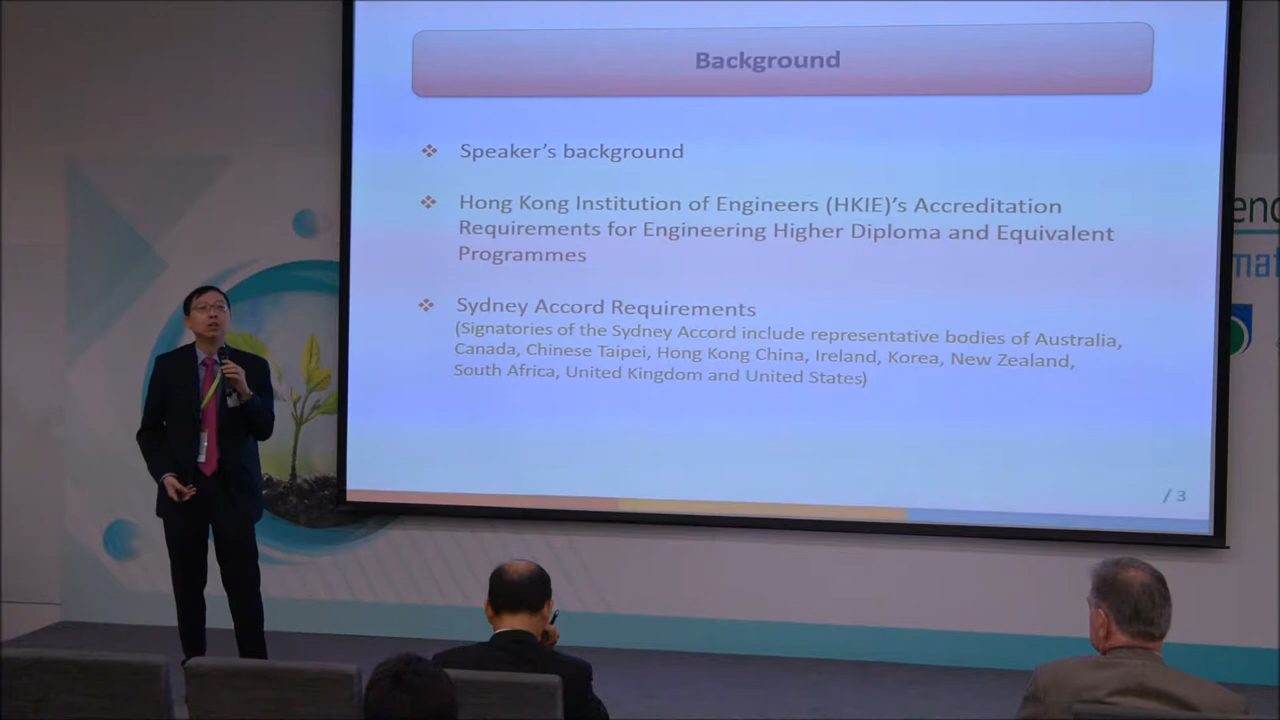 Background
Speaker's background
Hong Kong Institution of Engineers (HKIE)'s Accreditation
Requirements for Engineering Higher Diploma and Equivalent
Programmes
Sydney Accord Requirements
(Signatories of the Sydney Accord include representative bodies of Australia,
Canada, Chinese Taipei, Hong Kong China, Ireland, Korea, New Zealand,
South Africa, United Kingdom and United States)
/ 3